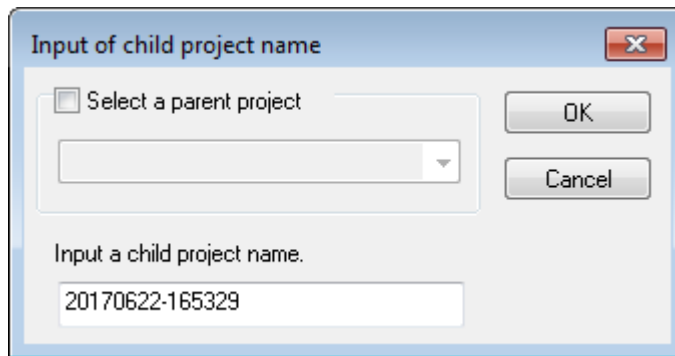 Input of child project name
Select a parent project
OK
Cancel
Input a child project name.
20170622-165329